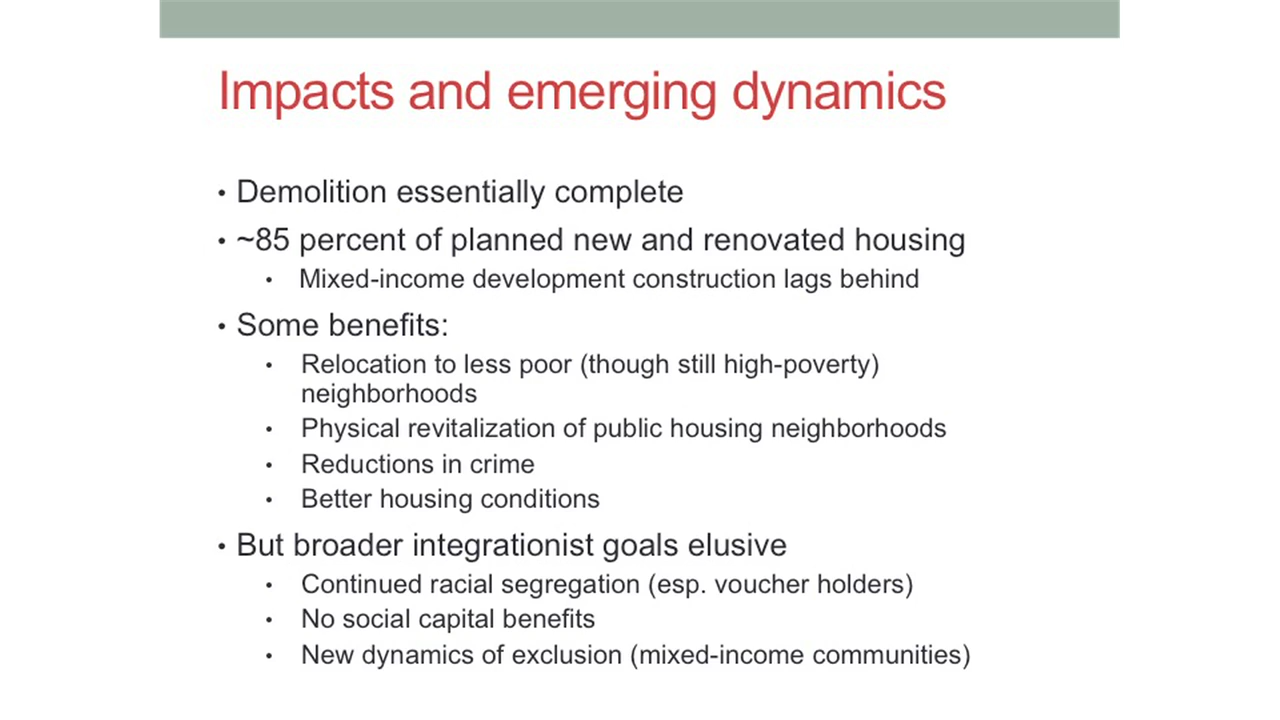 Impacts and emerging dynamics
• Demolition essentially complete
• ~85 percent of planned new and renovated housing
• Mixed-income development construction lags behind
• Some benefits:
• Relocation to less poor (though still high-poverty)
neighborhoods
• Physical revitalization of public housing neighborhoods
• Reductions in crime
• Better housing conditions
• But broader integrationist goals elusive
• Continued racial segregation (esp. voucher holders)
• No social capital benefits
• New dynamics of exclusion (mixed-income communities)